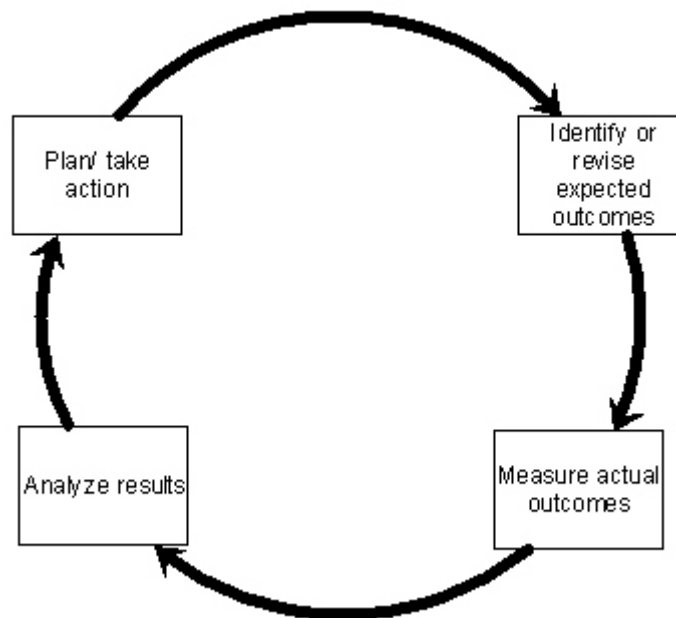 Plan/ take
action
Identify or
revise
expected
outcomes
Analyze results
Measure actual
outcomes